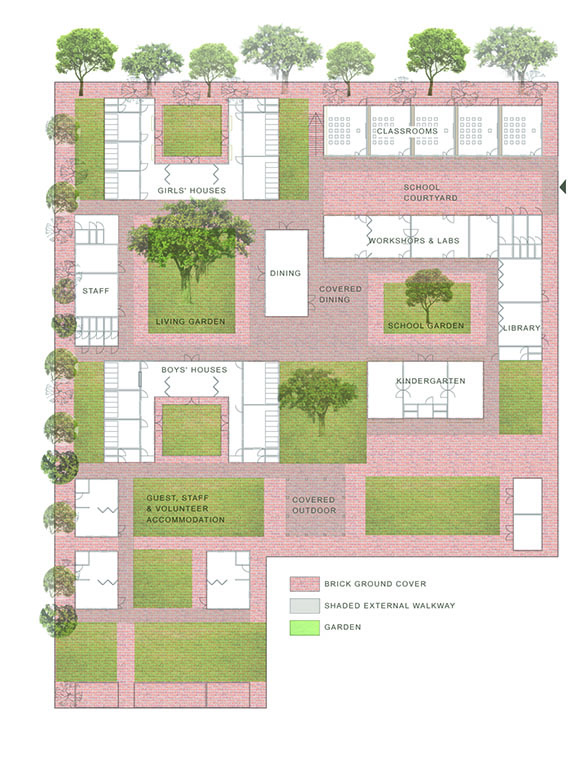 CLASSROOMS
GIRLS' HOUSES
SCHOOL
COURTYARD
WORKSHOPS & LABS
DINING
STAFF
COVERED
DINING
LIVING GARDEN
SCHOOL GARDEN
LIBRARY
BOYS' HOUSES
KINDERGARTEN
GUEST, STAFF
& VOLUNTEER
ACCOMMODATION
COVERED
OUTDOOR
BRICK GROUND COVER
SHADED EXTERNAL WALKWAY
GARDEN